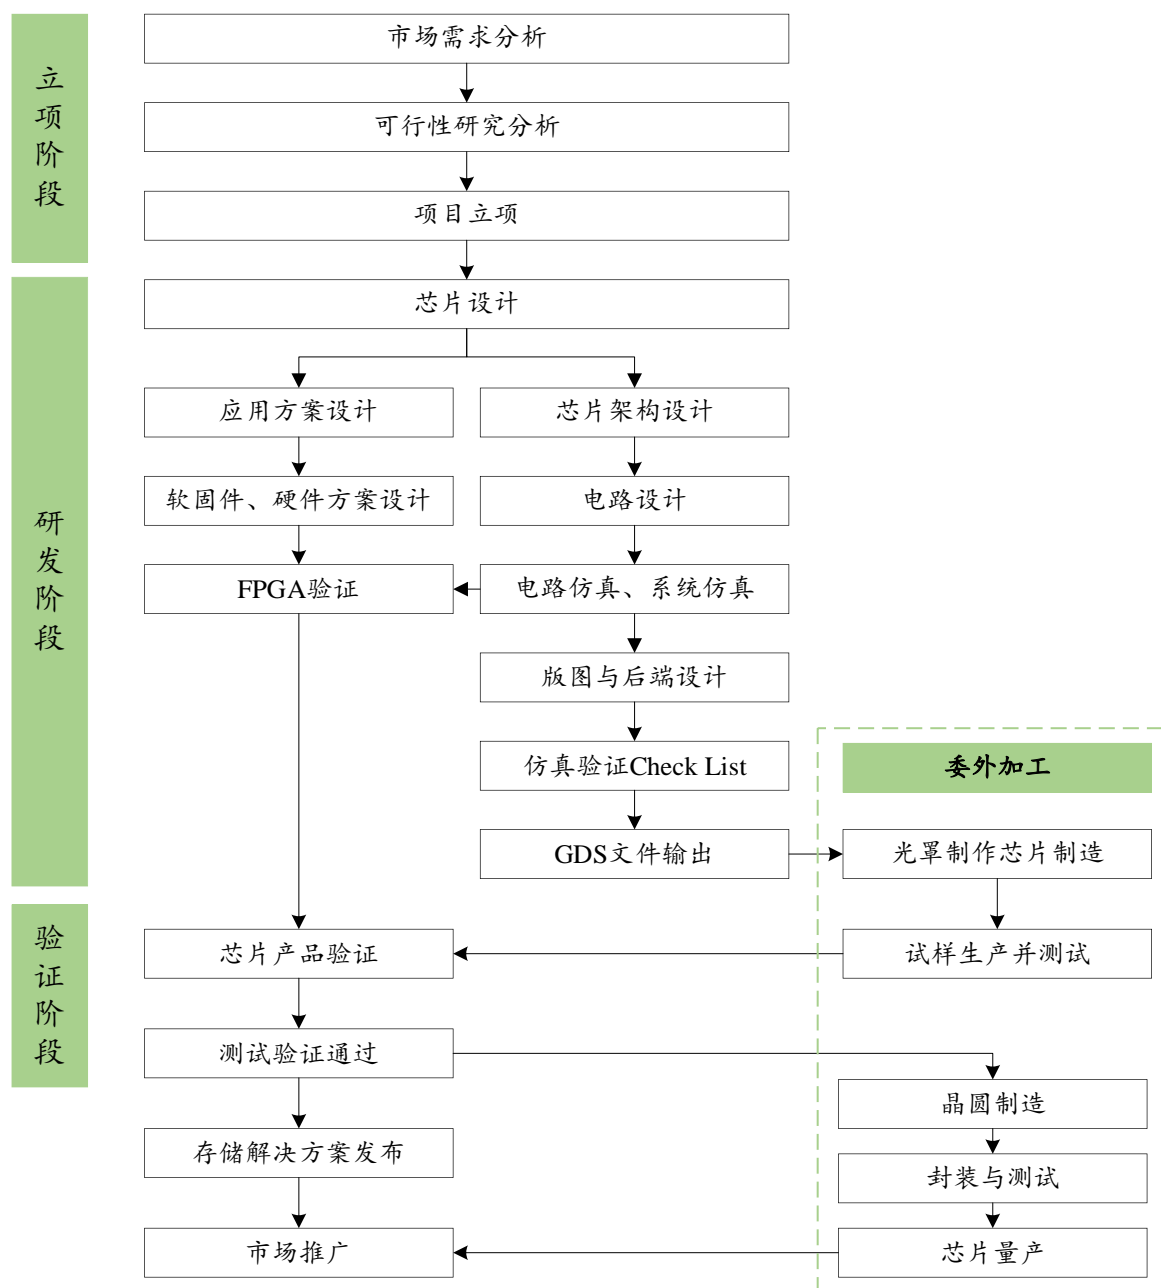 立项阶段
市场需求分析
可行性研究分析
项目立项
研发阶段
芯片设计
应用方案设计
芯片架构设计
软固件、硬件方案设计
电路设计
FPGA验证
电路仿真、系统仿真
版图与后端设计
仿真验证Check List
委外加工
GDS文件输出
光罩制作芯片制造
验证阶段
芯片产品验证
试样生产并测试
测试验证通过
晶圆制造
存储解决方案发布
封装与测试
市场推广
芯片量产